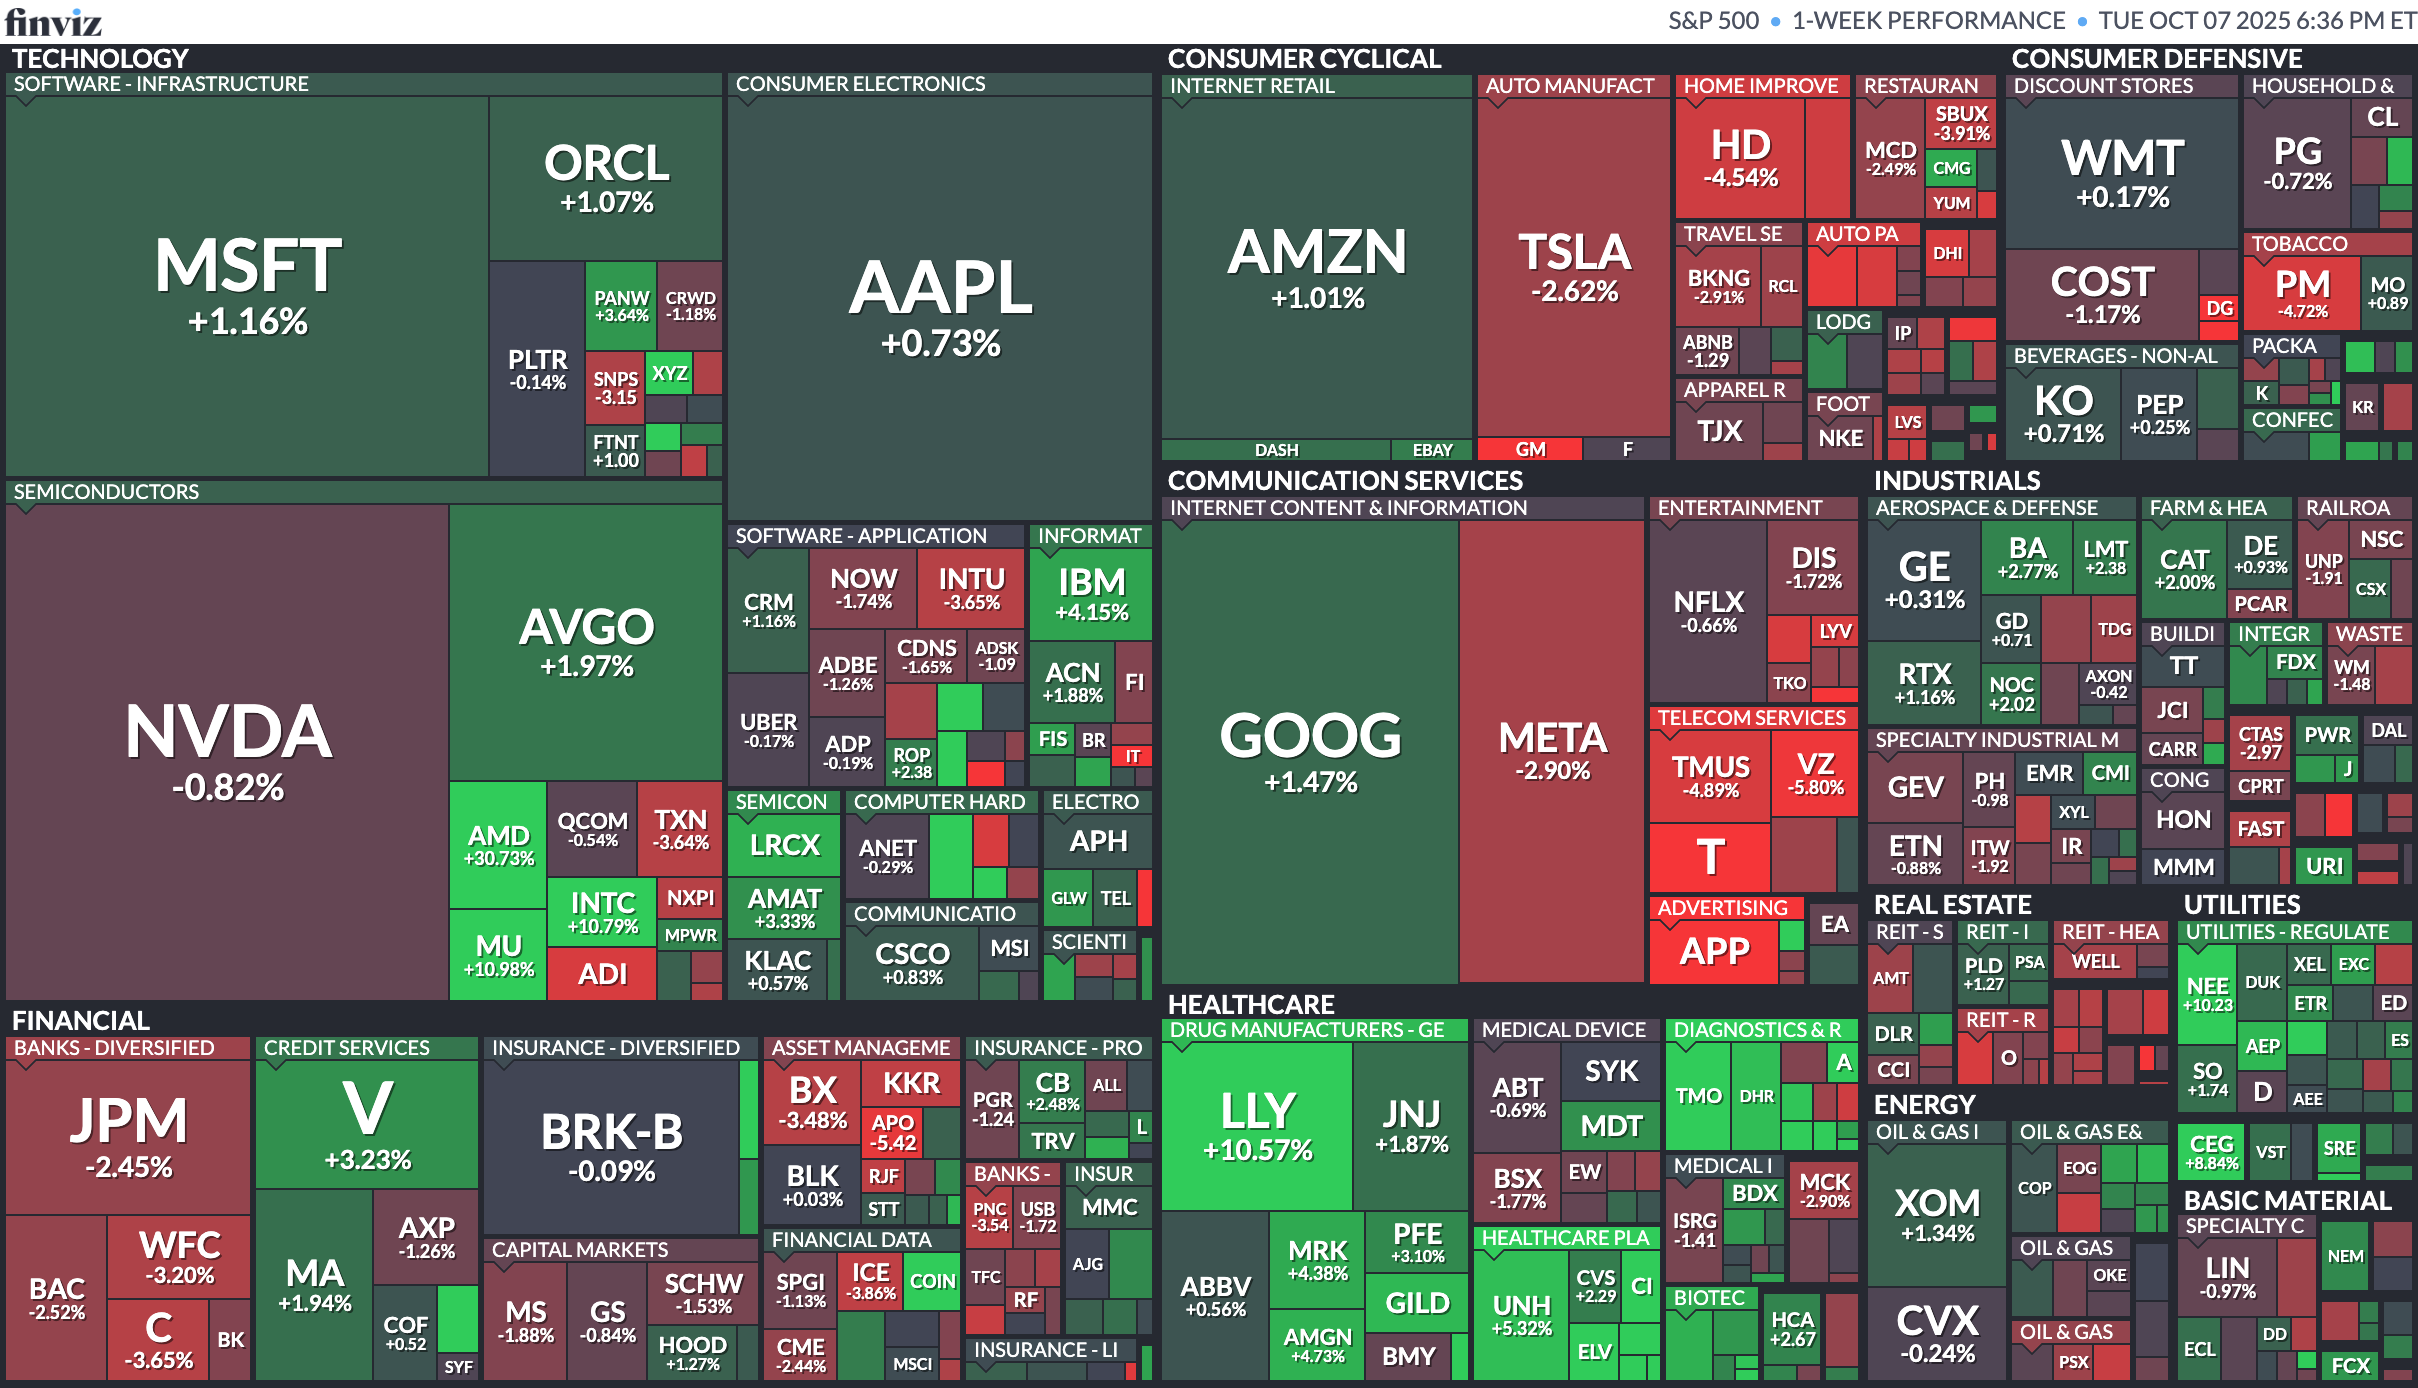 finviz
S&P 500 • 1-WEEK PERFORMANCE • TUE OCT 07 2025 6:36 PM ET
TECHNOLOGY
SOFTWARE - INFRASTRUCTURE
MSFT
+1.16%
ORCL
+1.07%
PLTR
-0.14%
PANW
+3.64%
CRWD
-1.18%
SNPS
-3.15
XYZ
FTNT
+1.00
SEMICONDUCTORS
NVDA
-0.82%
AVGO
+1.97%
AMD
+30.73%
QCOM
-0.54%
TXN
-3.64%
MU
+10.98%
INTC
+10.79%
NXPI
MPWR
ADI
CONSUMER ELECTRONICS
AAPL
+0.73%
SOFTWARE - APPLICATION
CRM
+1.16%
NOW
-1.74%
INTU
-3.65%
UBER
-0.17%
ADBE
-1.26%
CDNS
-1.65%
ADSK
-1.09
ADP
-0.19%
ROP
+2.38
INFORMAT
IBM
+4.15%
ACN
+1.88%
FI
FIS
BR
IT
SEMICON
LRCX
AMAT
+3.33%
KLAC
+0.57%
COMPUTER HARD
ANET
-0.29%
COMMUNICATIO
CSCO
+0.83%
MSI
ELECTRO
APH
GLW
TEL
SCIENTI
CONSUMER CYCLICAL
INTERNET RETAIL
AMZN
+1.01%
DASH
EBAY
AUTO MANUFACT
TSLA
-2.62%
GM
F
HOME IMPROVE
HD
-4.54%
RESTAURAN
MCD
-2.49%
SBUX
-3.91%
CMG
YUM
TRAVEL SE
BKNG
-2.91%
RCL
ABNB
-1.29
AUTO PA
DHI
LODG
IP
APPAREL R
TJX
FOOT
NKE
LVS
CONSUMER DEFENSIVE
DISCOUNT STORES
WMT
+0.17%
COST
-1.17%
DG
HOUSEHOLD &
PG
-0.72%
CL
TOBACCO
PM
-4.72%
MO
+0.89
BEVERAGES - NON-AL
KO
+0.71%
PEP
+0.25%
PACKA
K
KR
CONFEC
COMMUNICATION SERVICES
INTERNET CONTENT & INFORMATION
GOOG
+1.47%
META
-2.90%
ENTERTAINMENT
NFLX
-0.66%
DIS
-1.72%
LYV
TKO
TELECOM SERVICES
TMUS
-4.89%
VZ
-5.80%
T
ADVERTISING
APP
EA
INDUSTRIALS
AEROSPACE & DEFENSE
GE
+0.31%
BA
+2.77%
LMT
+2.38
RTX
+1.16%
GD
+0.71
TDG
NOC
+2.02
AXON
-0.42
FARM & HEA
CAT
+2.00%
DE
+0.93%
PCAR
RAILROA
UNP
-1.91
NSC
CSX
BUILDI
TT
JCI
CARR
INTEGR
FDX
WASTE
WM
-1.48
SPECIALTY INDUSTRIAL M
GEV
PH
-0.98
EMR
CMI
XYL
ETN
-0.88%
ITW
-1.92
IR
CONG
HON
MMM
CTAS
-2.97
CPRT
FAST
PWR
J
DAL
URI
REAL ESTATE
REIT - S
AMT
DLR
CCI
REIT - I
PLD
+1.27
PSA
REIT - R
O
REIT - HEA
WELL
UTILITIES
UTILITIES - REGULATE
NEE
+10.23
DUK
XEL
EXC
ETR
ED
AEP
ES
SO
+1.74
D
AEE
CEG
+8.84%
VST
SRE
FINANCIAL
BANKS - DIVERSIFIED
JPM
-2.45%
BAC
-2.52%
WFC
-3.20%
C
-3.65%
BK
CREDIT SERVICES
V
+3.23%
MA
+1.94%
AXP
-1.26%
COF
+0.52
SYF
INSURANCE - DIVERSIFIED
BRK-B
-0.09%
CAPITAL MARKETS
MS
-1.88%
GS
-0.84%
SCHW
-1.53%
HOOD
+1.27%
ASSET MANAGEME
BX
-3.48%
KKR
APO
-5.42
BLK
+0.03%
RJF
STT
FINANCIAL DATA
SPGI
-1.13%
ICE
-3.86%
COIN
CME
-2.44%
MSCI
INSURANCE - PRO
PGR
-1.24
CB
+2.48%
ALL
TRV
L
BANKS -
PNC
-3.54
USB
-1.72
TFC
RF
INSUR
MMC
AJG
INSURANCE - LI
HEALTHCARE
DRUG MANUFACTURERS - GE
LLY
+10.57%
JNJ
+1.87%
ABBV
+0.56%
MRK
+4.38%
PFE
+3.10%
AMGN
+4.73%
GILD
BMY
MEDICAL DEVICE
ABT
-0.69%
SYK
MDT
BSX
-1.77%
EW
HEALTHCARE PLA
UNH
+5.32%
CVS
+2.29
CI
ELV
DIAGNOSTICS & R
TMO
DHR
A
MEDICAL I
ISRG
-1.41
BDX
MCK
-2.90%
BIOTEC
HCA
+2.67
ENERGY
OIL & GAS I
XOM
+1.34%
CVX
-0.24%
OIL & GAS E&
COP
EOG
OIL & GAS
OKE
OIL & GAS
PSX
BASIC MATERIAL
SPECIALTY C
LIN
-0.97%
ECL
DD
NEM
FCX